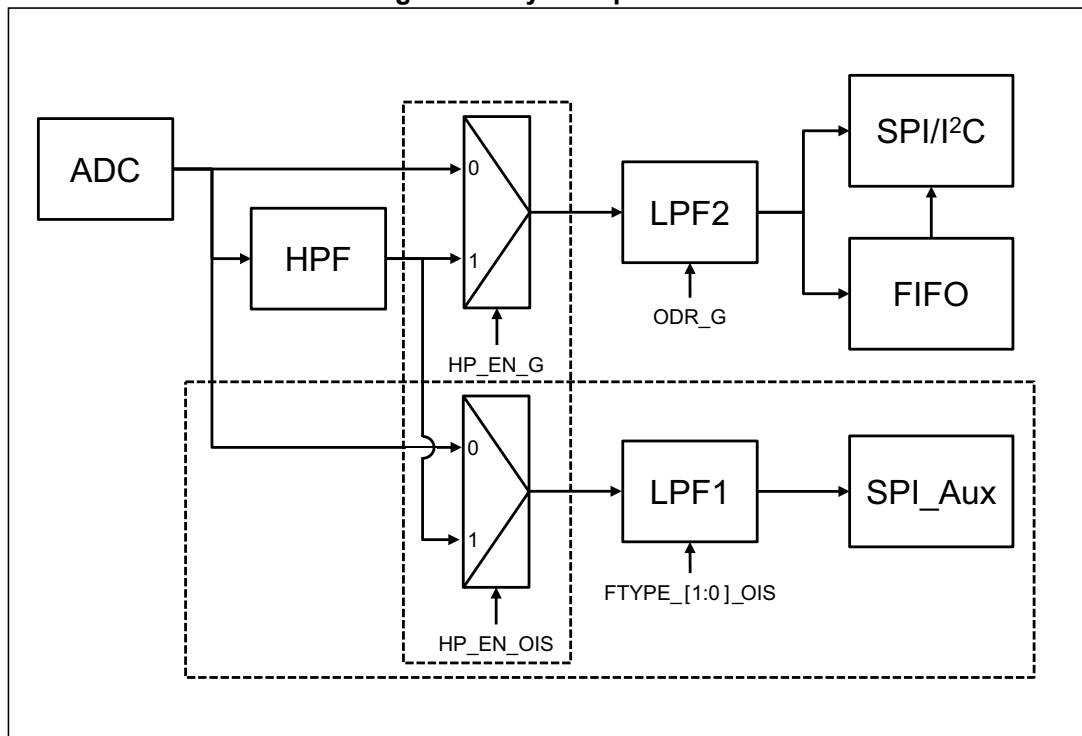 ADC
HPF
0
1
HP_EN_G
LPF2
ODR_G
SPI/I²C
FIFO
0
1
HP_EN_OIS
LPF1
FTYPE_[1:0]_OIS
SPI_Aux